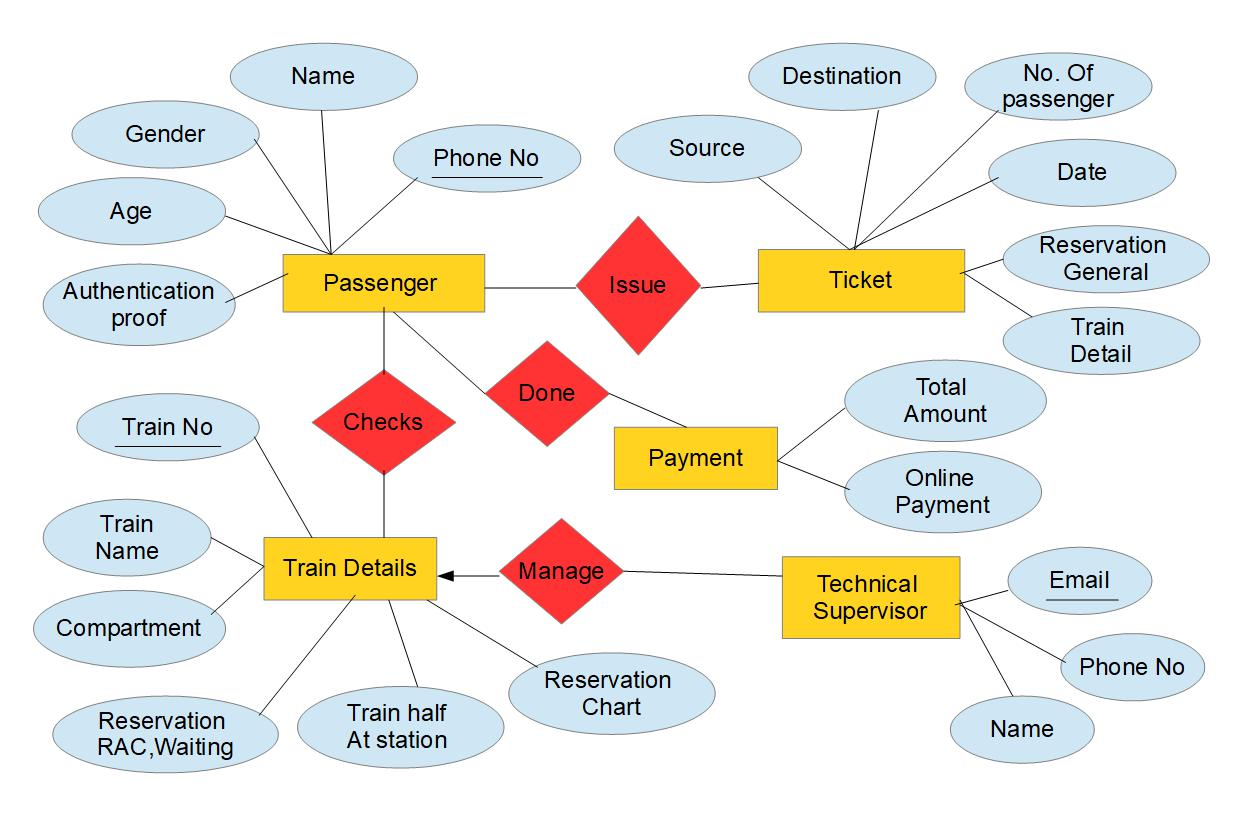 Name
Destination
No. Of
passenger
Gender
Phone No
Source
Date
Age
Reservation
General
Authentication
proof
Passenger
Issue
Ticket
Train
Detail
Done
Total
Amount
Checks
Train No
Payment
Online
Payment
Train
Name
Train Details
Manage
Technical
Supervisor
Email
Compartment
Phone No
Reservation
Chart
Reservation
RAC,Waiting
Train half
At station
Name